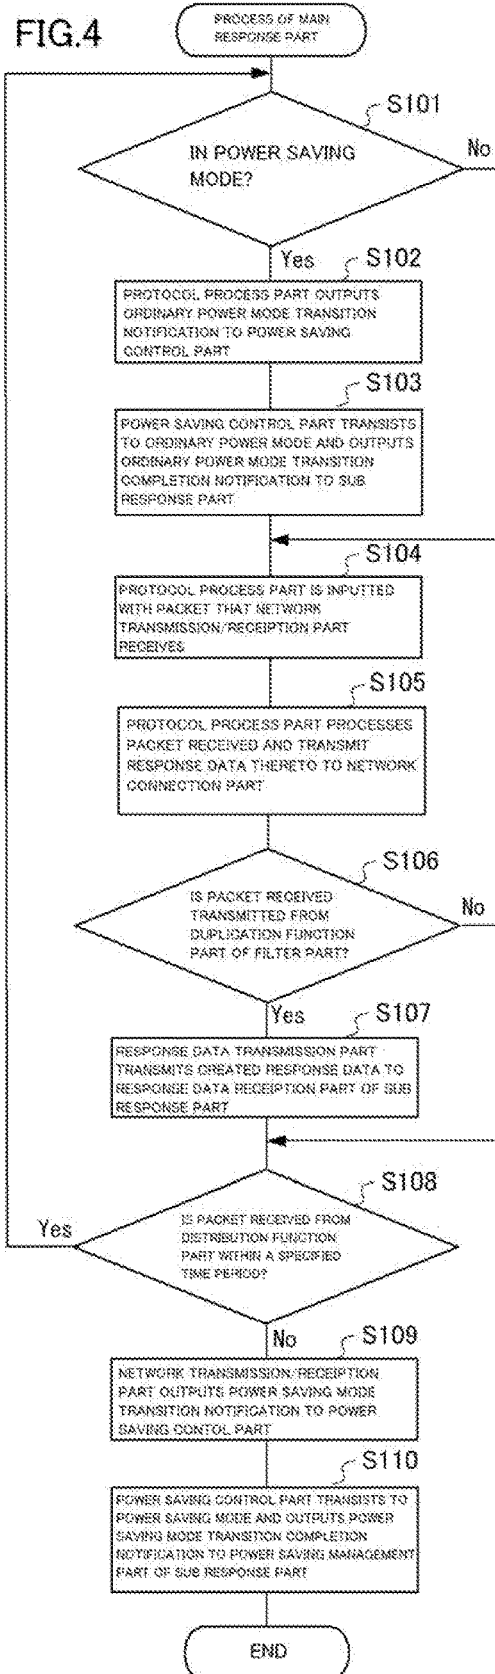 FIG.4
PROCESS OF MAIN
RESPONSE PART
S101
IN POWER SAVING
MODE?
No
Yes
S102
PROTOCOL PROCESS PART OUTPUTS
ORDINARY POWER MODE TRANSITION
NOTIFICATION TO POWER SAVING
CONTROL PART
S103
POWER SAVING CONTROL PART TRANSISTS
TO ORDINARY POWER MODE AND OUTPUTS
ORDINARY POWER MODE TRANSITION
COMPLETION NOTIFICATION TO SUB
RESPONSE PART
S104
PROTOCOL PROCESS PART IS INPUTTED
WITH PACKET THAT NETWORK
TRANSMISSION/RECEIPTION PART
RECEIVES
S105
PROTOCOL PROCESS PART PROCESSES
PACKET RECEIVED AND TRANSMIT
RESPONSE DATA THERETO TO NETWORK
CONNECTION PART
S106
IS PACKET RECEIVED
TRANSMITTED FROM
DUPLICATION FUNCTION
PART OF FILTER PART?
No
Yes
S107
RESPONSE DATA TRANSMISSION PART
TRANSMITS CREATED RESPONSE DATA TO
RESPONSE DATA RECEIPTION PART OF SUB
RESPONSE PART
S108
IS PACKET RECEIVED FROM
DISTRIBUTION FUNCTION
PART WITHIN A SPECIFIED
TIME PERIOD?
Yes
No
S109
NETWORK TRANSMISSION/RECEIPTION
PART OUTPUTS POWER SAVING MODE
TRANSITION NOTIFICATION TO POWER
SAVING CONTOL PART
S110
POWER SAVING CONTROL PART TRANSISTS TO
POWER SAVING MODE AND OUTPUTS POWER
SAVING MODE TRANSITION COMPLETION
NOTIFICATION TO POWER SAVING MANAGEMENT
PART OF SUB RESPONSE PART
END